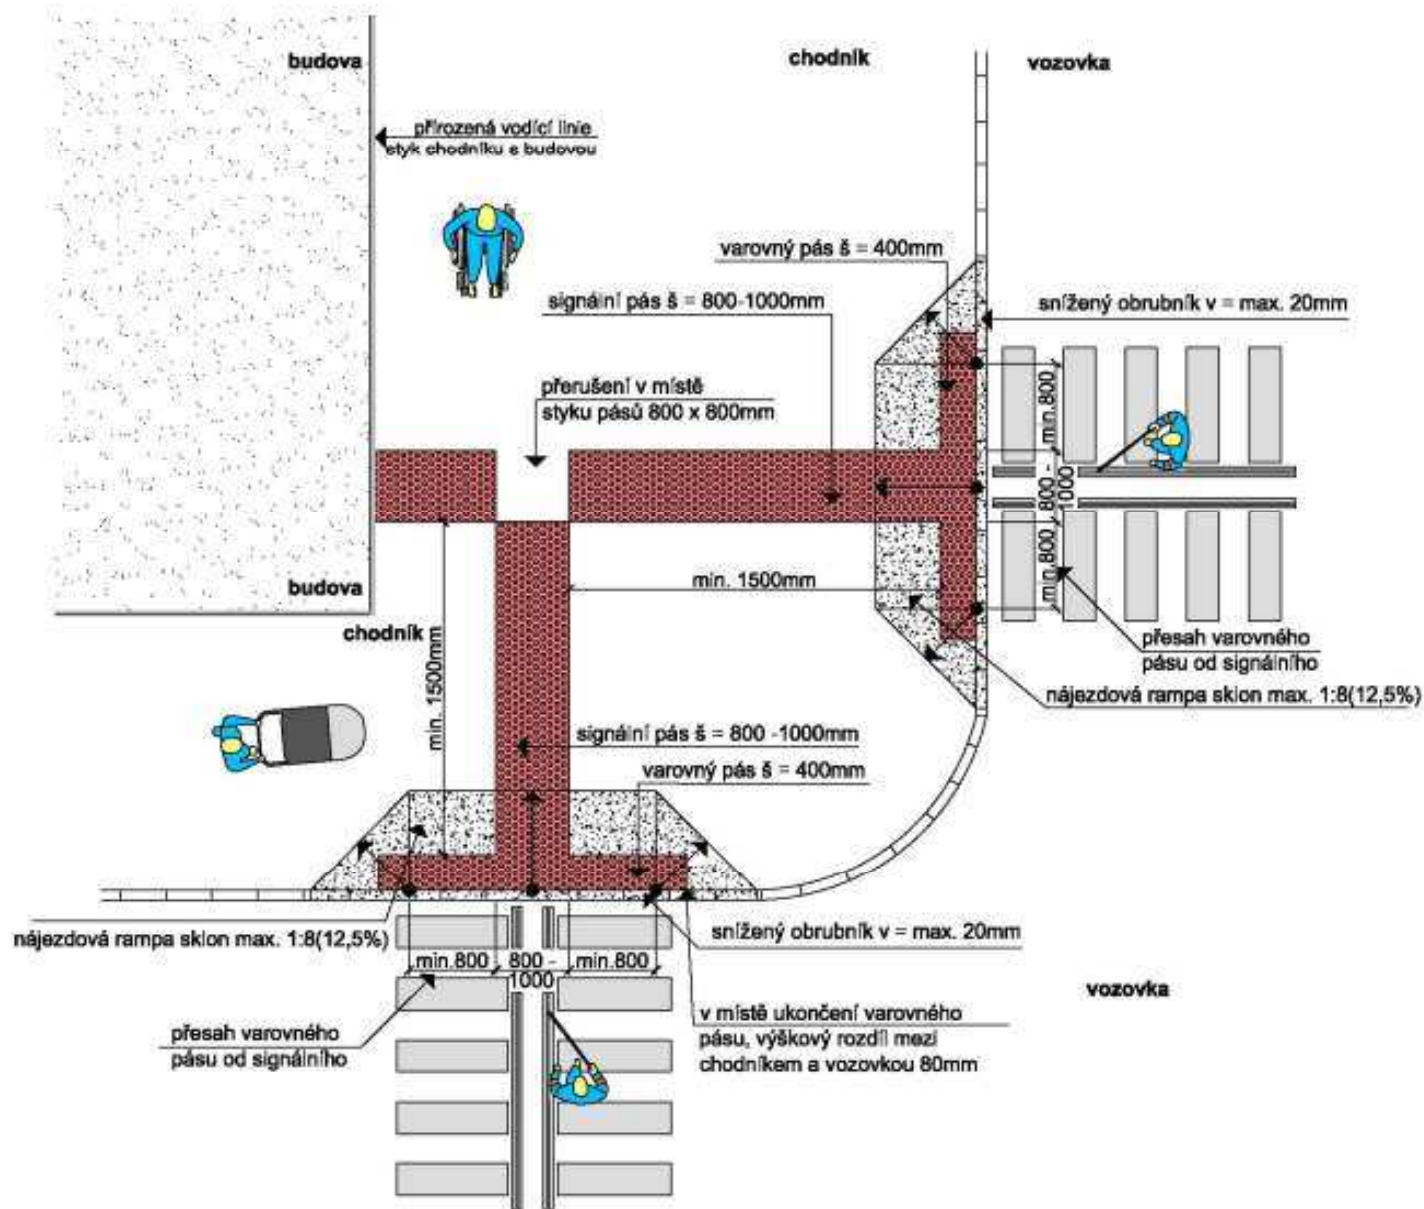 budova
chodník
vozovka
přirozená vodící linie
styk chodníku s budovou
varovný pás š = 400mm
signální pás š = 800-1000mm
snížený obrubník v = max. 20mm
přerušení v místě
styku pásů 800 x 800mm
min.800
800 -
1000
min.800
min. 1500mm
budova
chodník
přesah varovného
pásu od signálního
nájezdová rampa sklon max. 1:8(12,5%)
min. 1500mm
signální pás š = 800 -1000mm
varovný pás š = 400mm
nájezdová rampa sklon max. 1:8(12,5%)
snížený obrubník v = max. 20mm
min.800
800 -
1000
min.800
vozovka
přesah varovného
pásu od signálního
v místě ukončení varovného
pásu, výškový rozdíl mezi
chodníkem a vozovkou 80mm